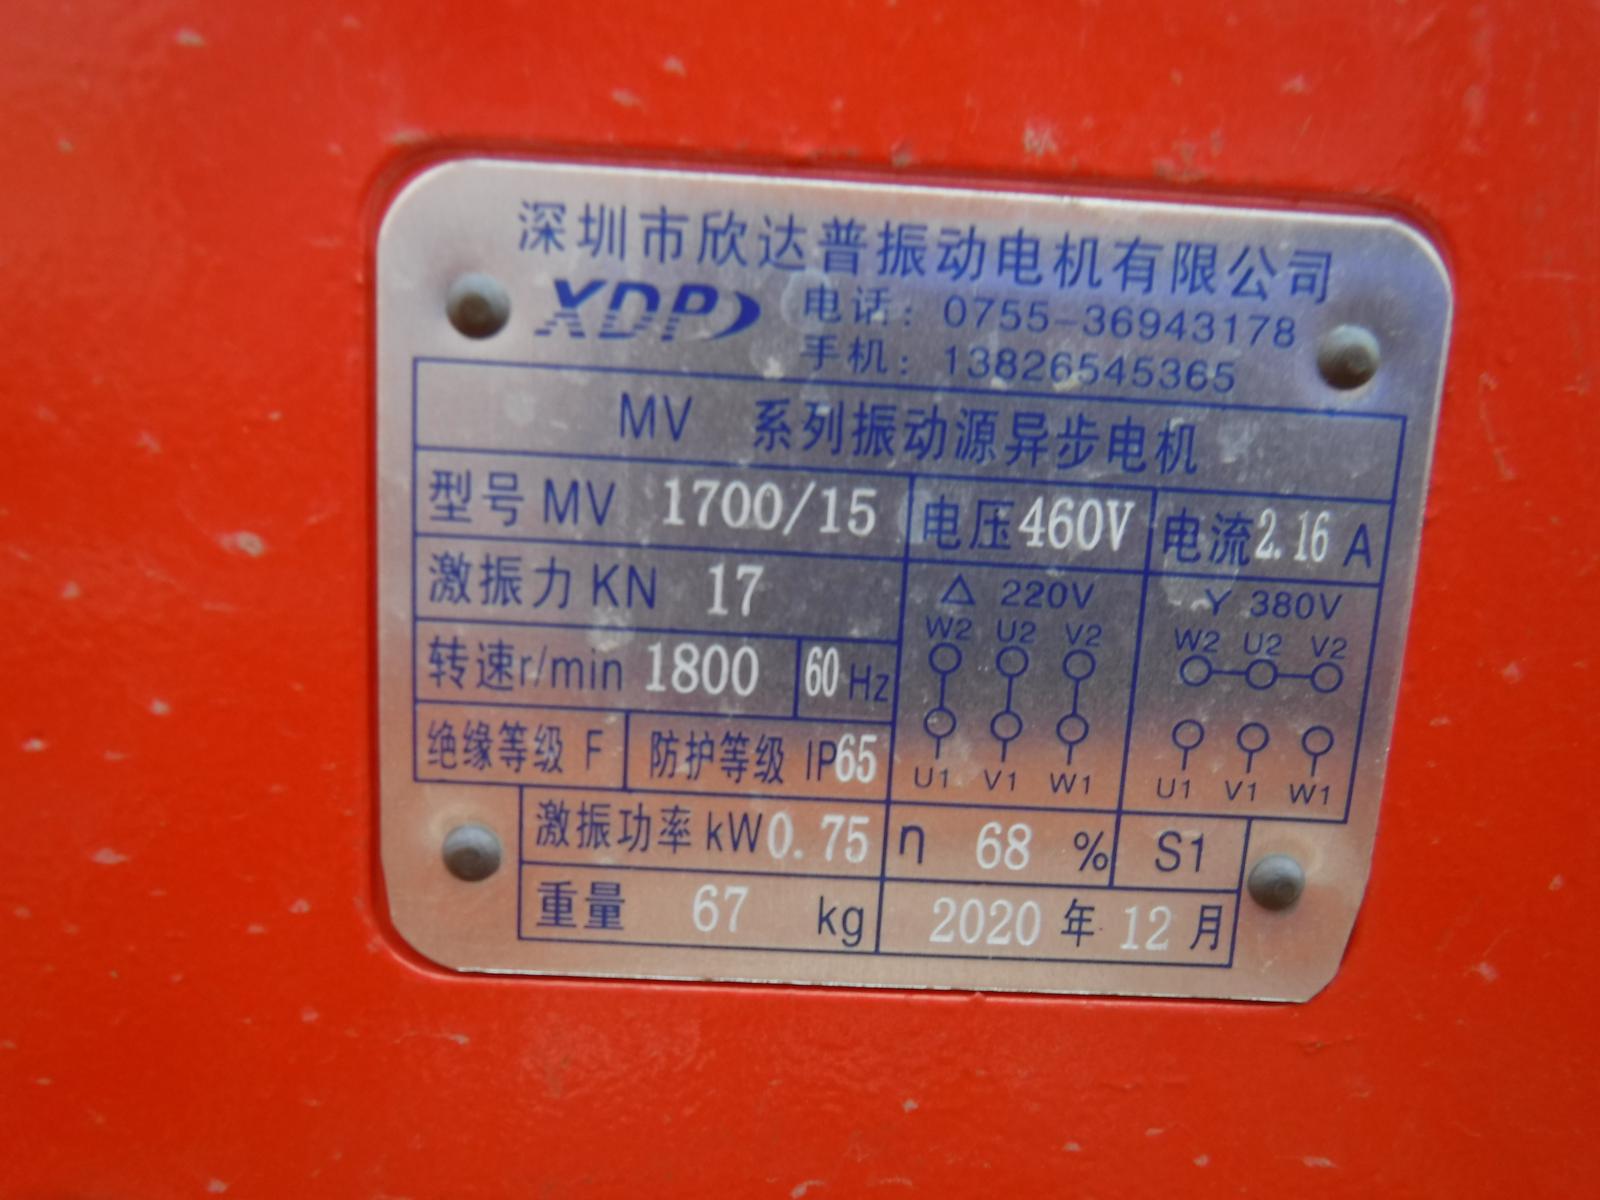 深圳市欣达普振动电机有限公司
XDP 电话：0755-36943178
手机：13826545365
MV 系列振动源异步电机
型号 MV 1700/15 电压 460V 电流 2.16 A
激振力 KN 17
△ 220V Y 380V
W2 U2 V2 W2 U2 V2
转速r/min 1800 60 Hz
绝缘等级 F 防护等级 IP65
U1 V1 W1 U1 V1 W1
激振功率 kW 0.75 n 68 % S1
重量 67 kg 2020 年 12 月